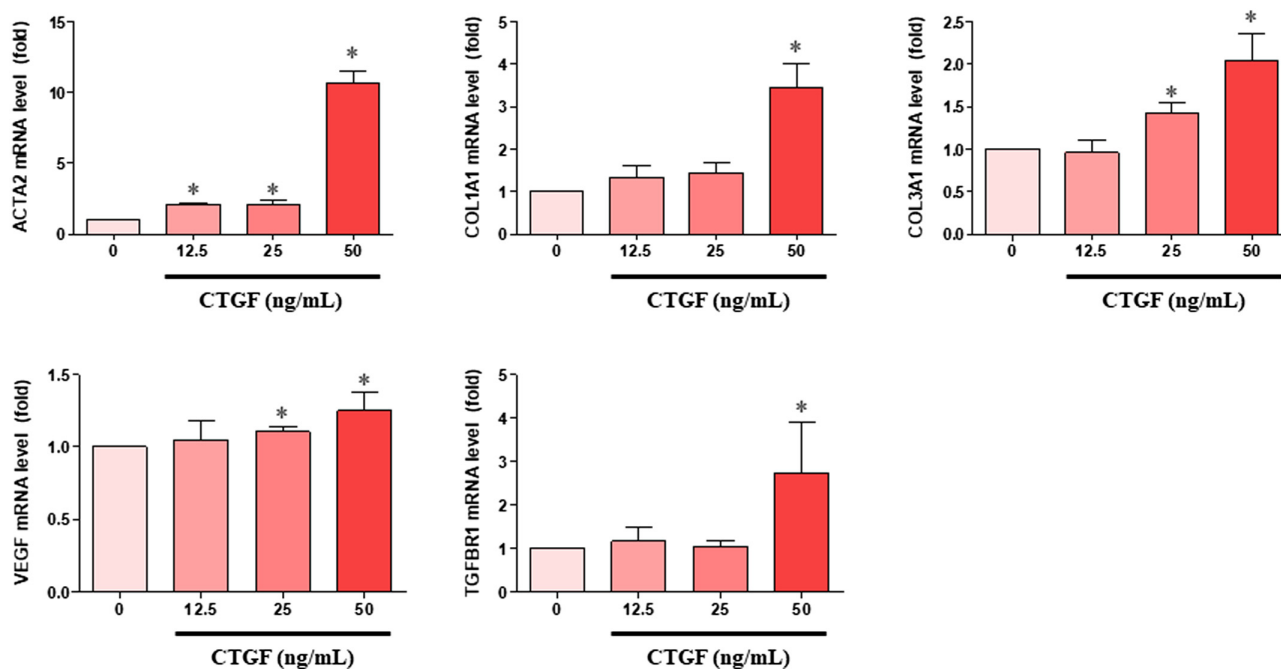 ACTA2 mRNA level (fold)
15
10
5
0
*
*
*
0 12.5 25 50
CTGF (ng/mL)
COL1A1 mRNA level (fold)
5
4
3
2
1
0
*
0 12.5 25 50
CTGF (ng/mL)
COL3A1 mRNA level (fold)
2.5
2.0
1.5
1.0
0.5
0.0
*
*
0 12.5 25 50
CTGF (ng/mL)
VEGF mRNA level (fold)
1.5
1.0
0.5
0.0
*
*
0 12.5 25 50
CTGF (ng/mL)
TGFBR1 mRNA level (fold)
5
4
3
2
1
0
*
0 12.5 25 50
CTGF (ng/mL)